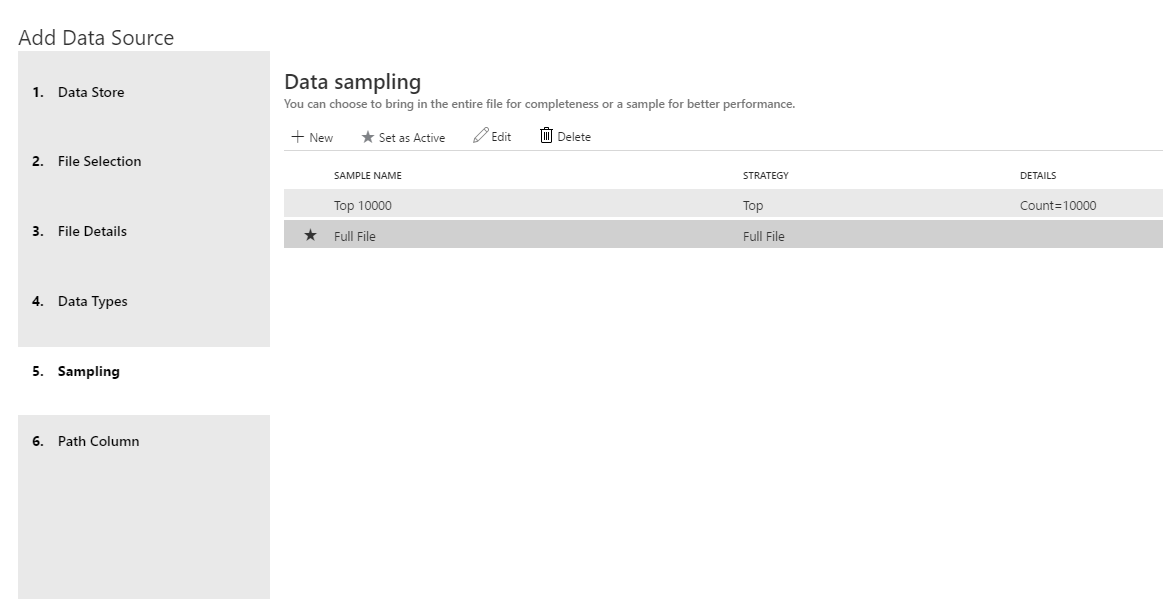 Add Data Source
1. Data Store
2. File Selection
3. File Details
4. Data Types
5. Sampling
6. Path Column
Data sampling
You can choose to bring in the entire file for completeness or a sample for better performance.
New Set as Active Edit Delete
SAMPLE NAME STRATEGY DETAILS
Top 10000 Top Count=10000
Full File Full File